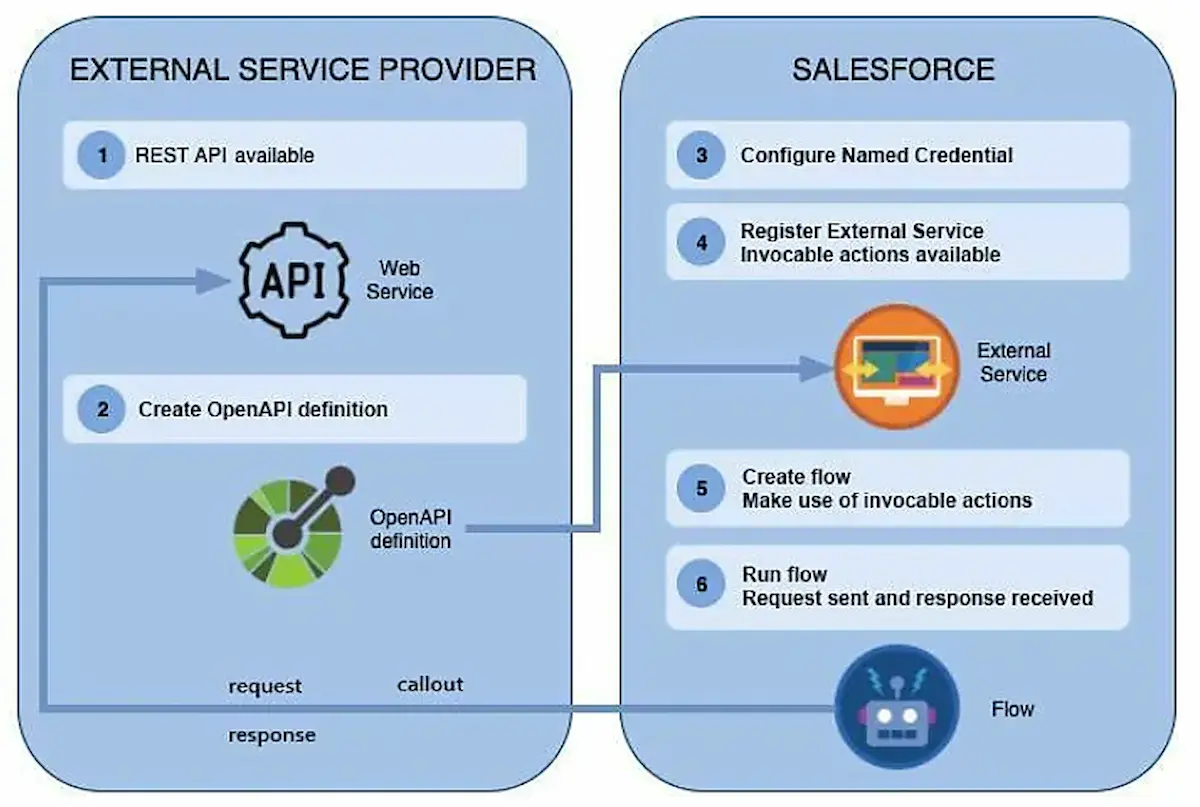 EXTERNAL SERVICE PROVIDER
1
REST API available
API
Web
Service
2
Create OpenAPI definition
OpenAPI
definition
request
callout
response
SALESFORCE
3
Configure Named Credential
4
Register External Service
Invocable actions available
External
Service
5
Create flow
Make use of invocable actions
6
Run flow
Request sent and response received
Flow